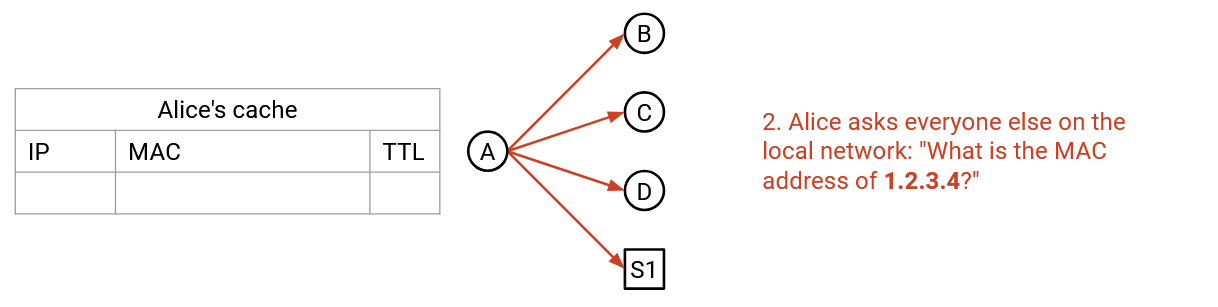 Alice's cache
IP MAC TTL
A
B
C
D
S1
2. Alice asks everyone else on the
local network: "What is the MAC
address of 1.2.3.4?"